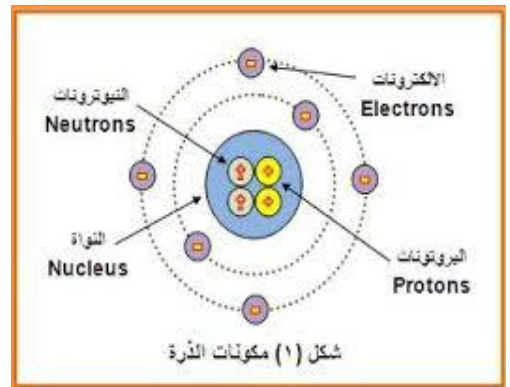 الالكترونات
Electrons
النيوترونات
Neutrons
النواة
Nucleus
البروتونات
Protons
شكل (١) مكونات الذرة